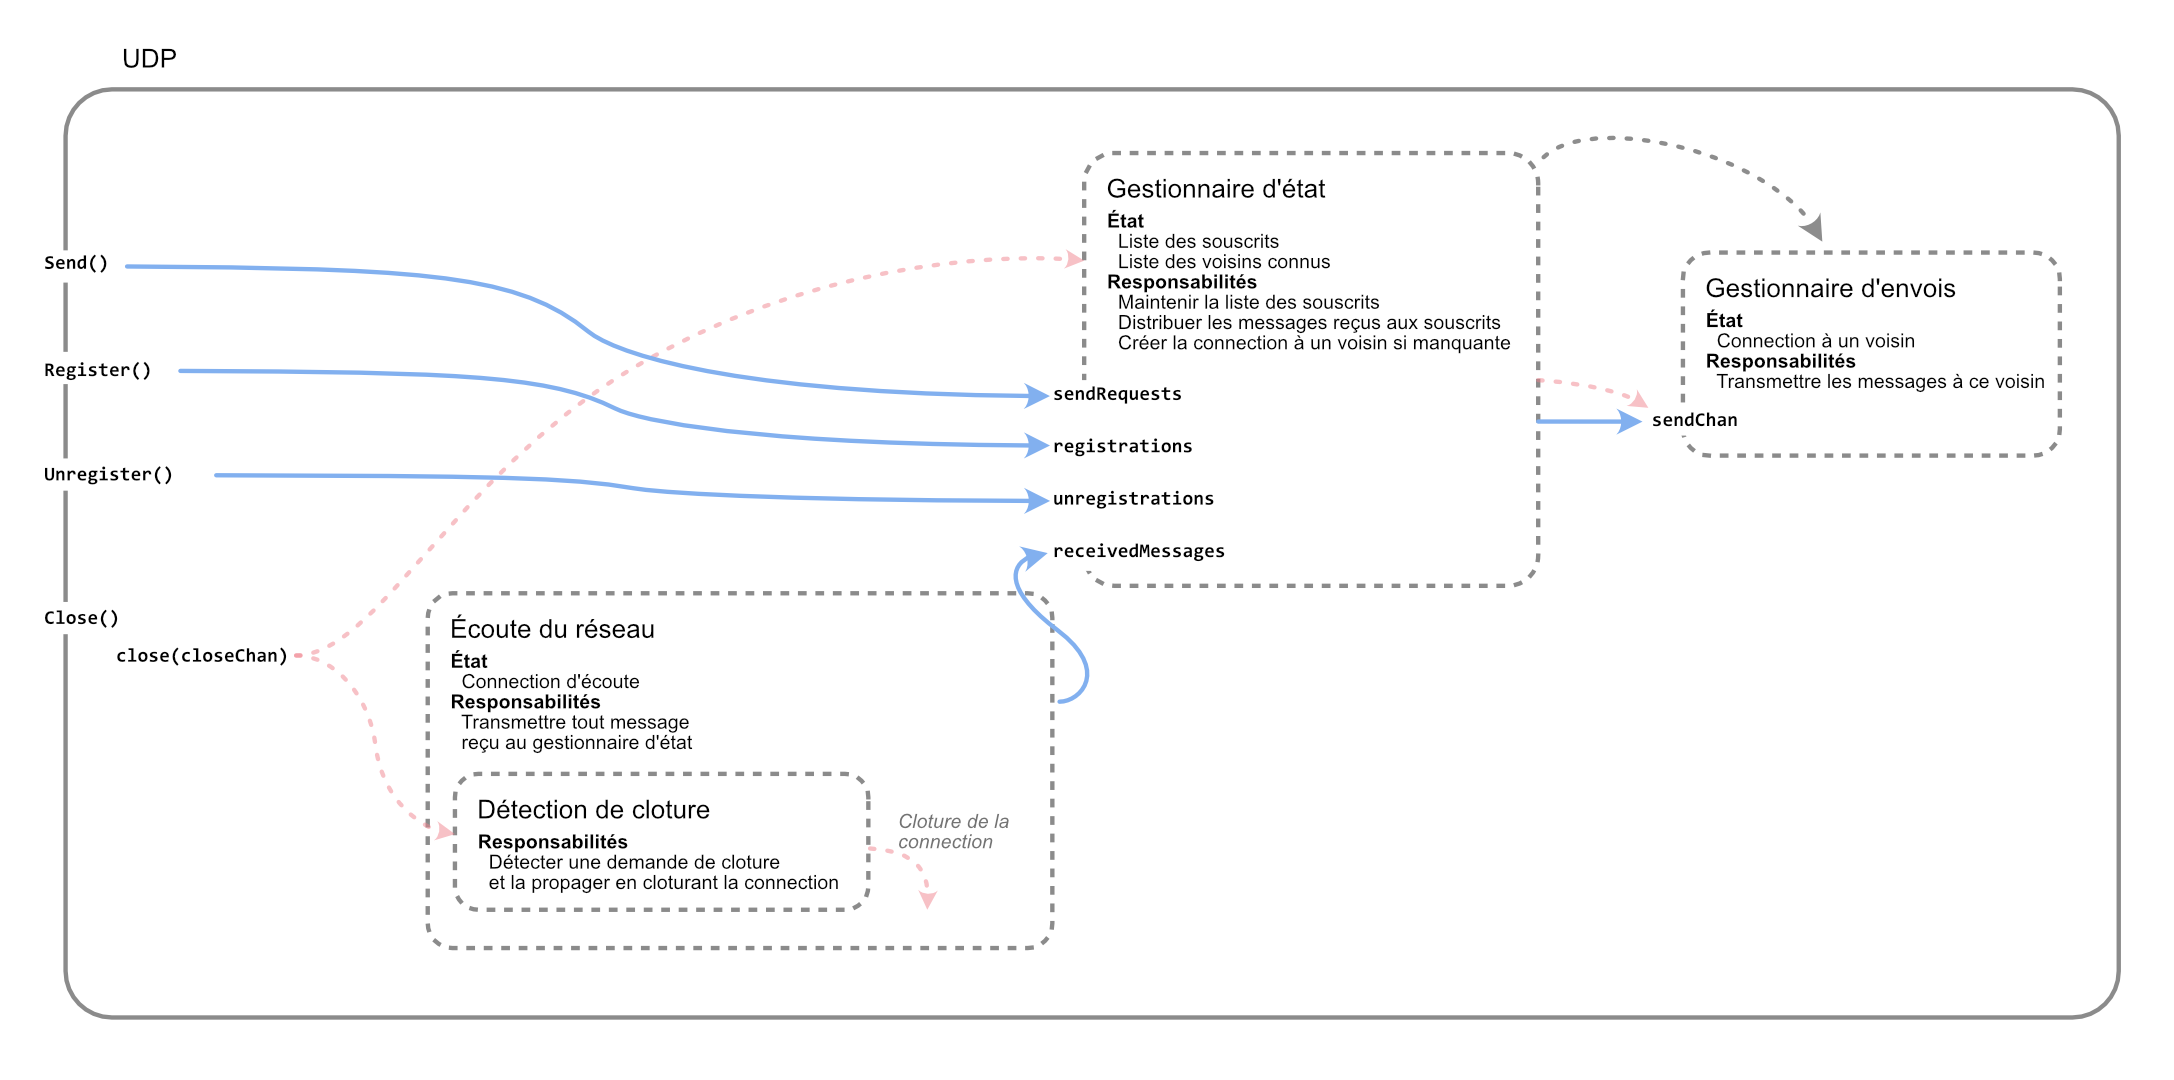 UDP
Send()
Register()
Unregister()
Close()
close(closeChan)
Gestionnaire d'état
État
Liste des souscrits
Liste des voisins connus
Responsabilités
Maintenir la liste des souscrits
Distribuer les messages reçus aux souscrits
Créer la connection à un voisin si manquante
sendRequests
registrations
unregistrations
receivedMessages
Gestionnaire d'envois
État
Connection à un voisin
Responsabilités
Transmettre les messages à ce voisin
sendChan
Écoute du réseau
État
Connection d'écoute
Responsabilités
Transmettre tout message
reçu au gestionnaire d'état
Détection de cloture
Responsabilités
Détecter une demande de cloture
et la propager en cloturant la connection
Cloture de la
connection